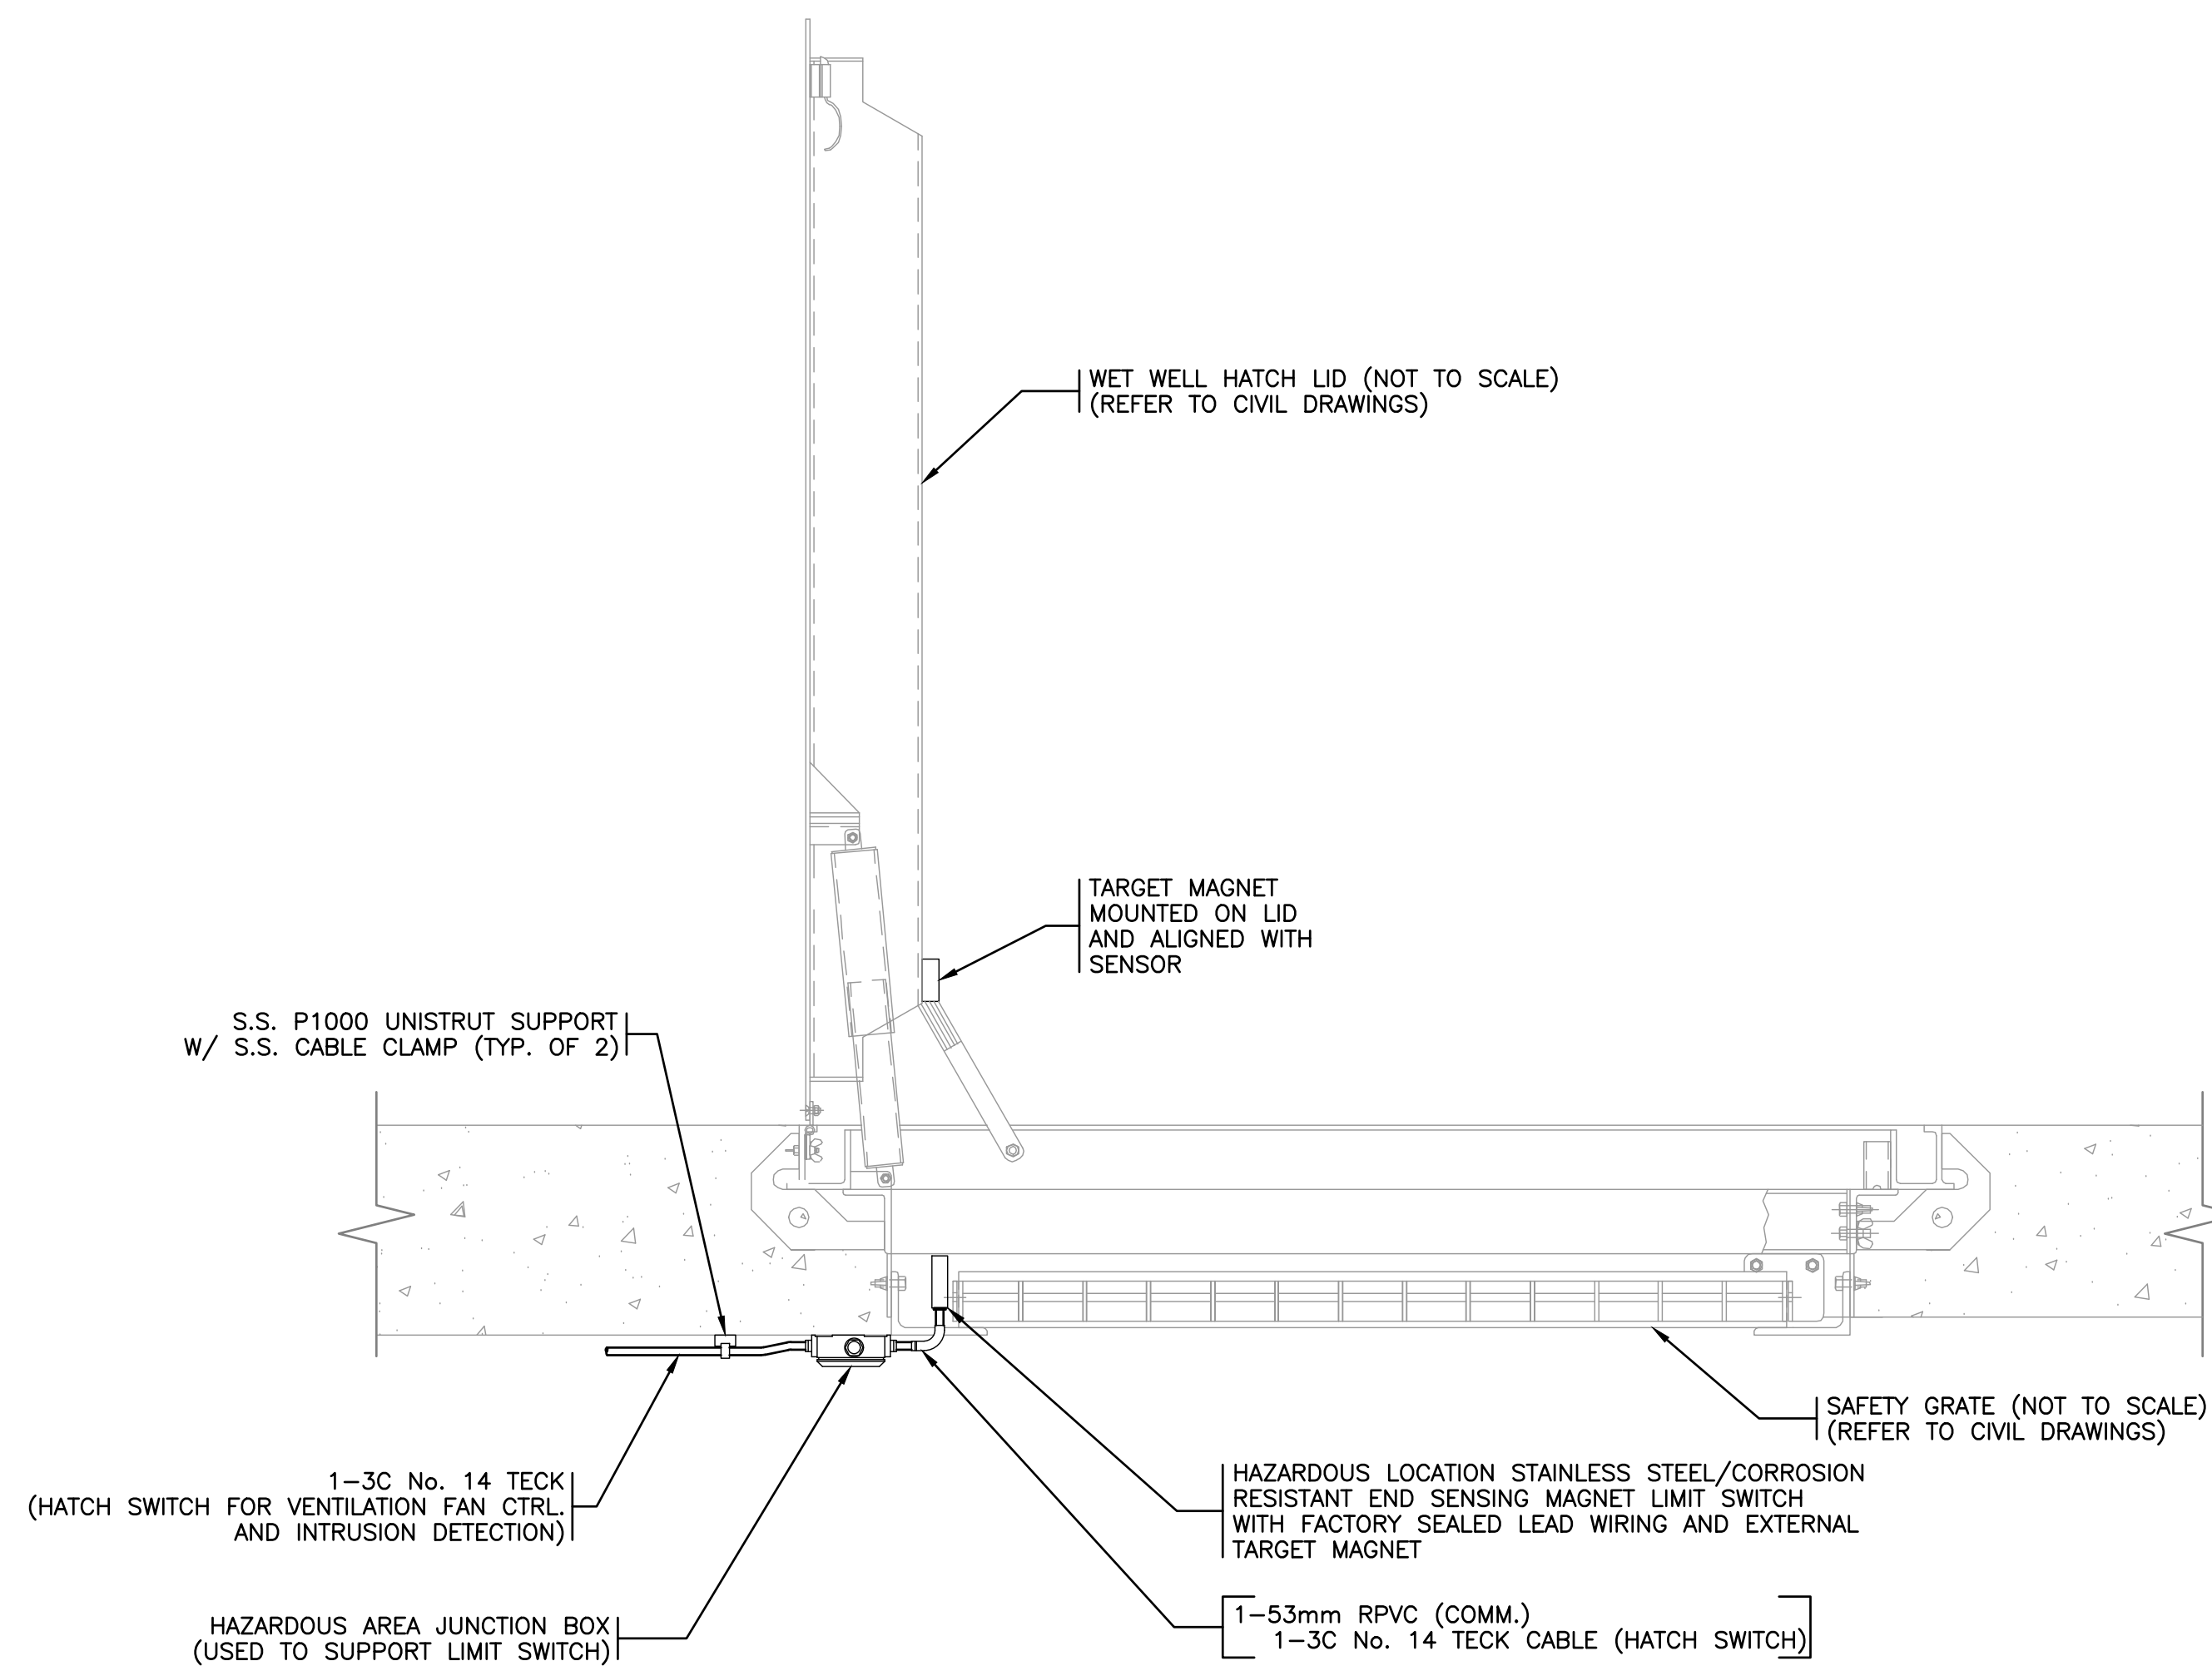 WET WELL HATCH LID (NOT TO SCALE)
(REFER TO CIVIL DRAWINGS)
TARGET MAGNET
MOUNTED ON LID
AND ALIGNED WITH
SENSOR
S.S. P1000 UNISTRUT SUPPORT
W/ S.S. CABLE CLAMP (TYP. OF 2)
SAFETY GRATE (NOT TO SCALE)
(REFER TO CIVIL DRAWINGS)
1-3C No. 14 TECK
(HATCH SWITCH FOR VENTILATION FAN CTRL.
AND INTRUSION DETECTION)
HAZARDOUS LOCATION STAINLESS STEEL/CORROSION
RESISTANT END SENSING MAGNET LIMIT SWITCH
WITH FACTORY SEALED LEAD WIRING AND EXTERNAL
TARGET MAGNET
HAZARDOUS AREA JUNCTION BOX
(USED TO SUPPORT LIMIT SWITCH)
1-53mm RPVC (COMM.)
1-3C No. 14 TECK CABLE (HATCH SWITCH)